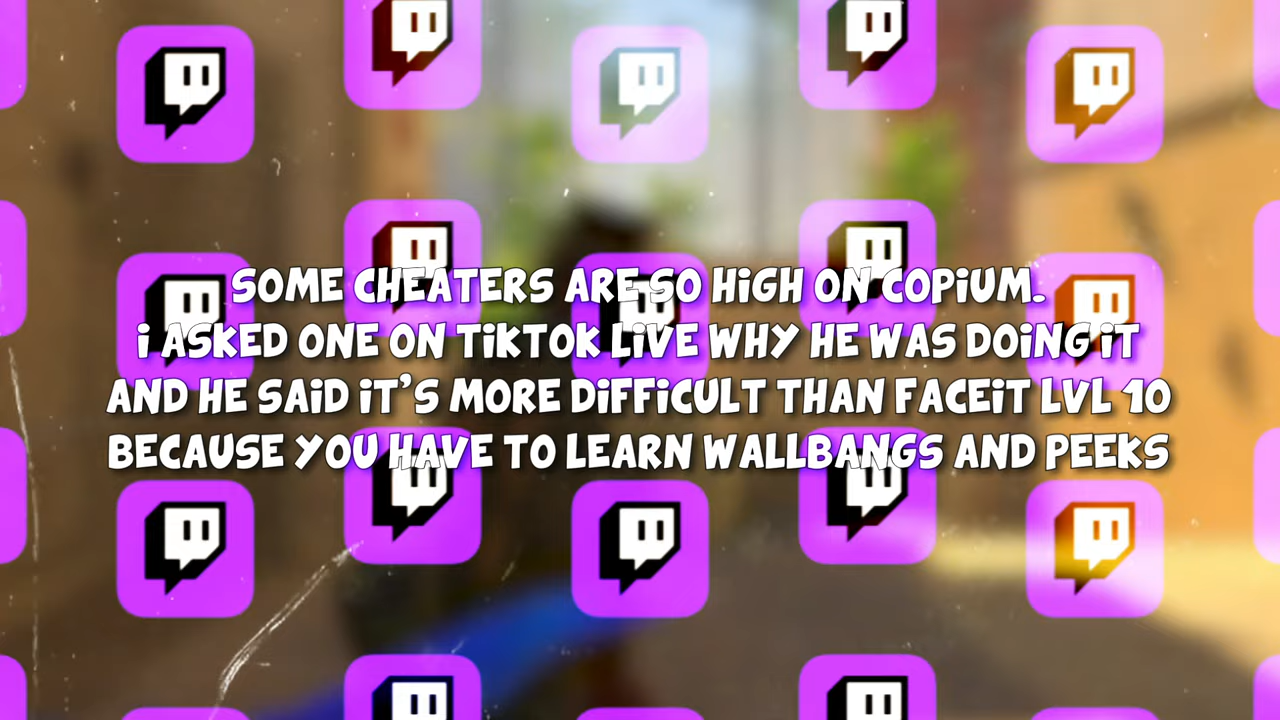 SOME CHEATERS ARE SO HiGH ON COPiUM.
i ASKED ONE ON TiKTOK LiVE WHY HE WAS DOiNG iT
AND HE SAiD iT'S MORE DiFFiCULT THAN FACEiT LVL 10
BECAUSE YOU HAVE TO LEARN WALLBANGS AND PEEKS